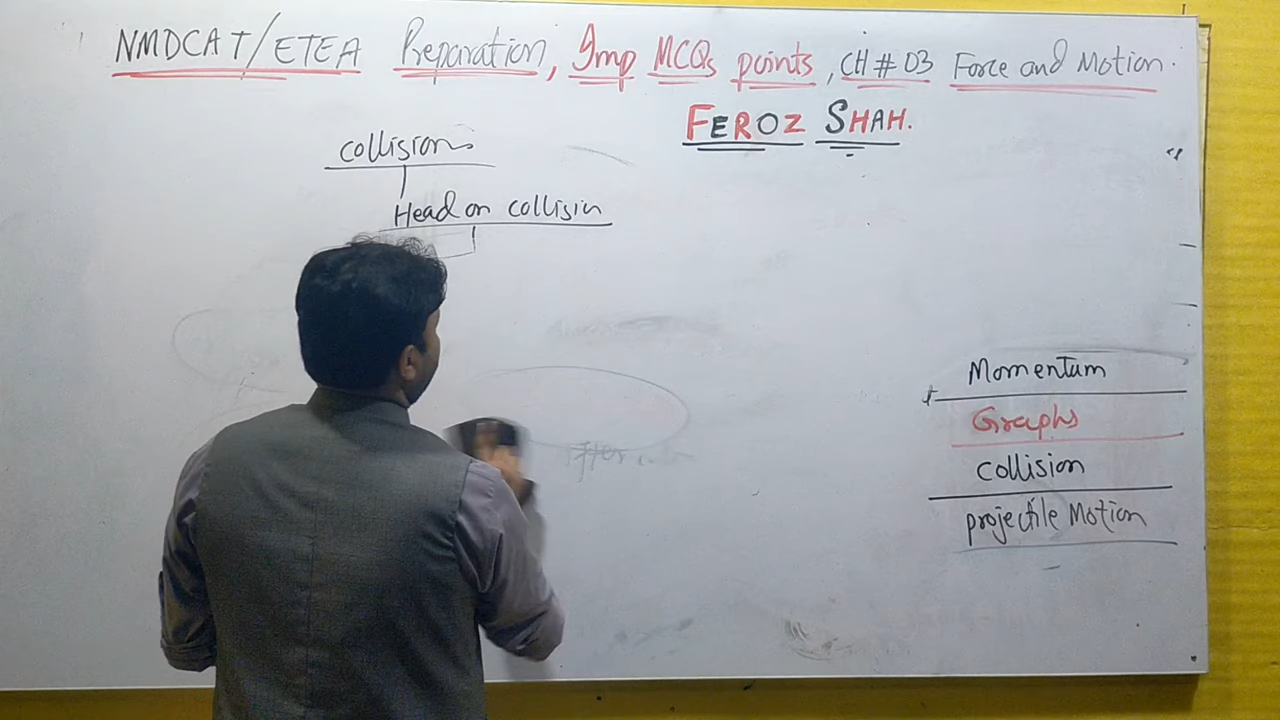 NMDCAT/ETEA Preparation, Imp MCQs points, CH # 03 Force and Motion.
FEROZ SHAH.
collision
Head on collisin
Momentum
Graphs
collision
projectile Motion